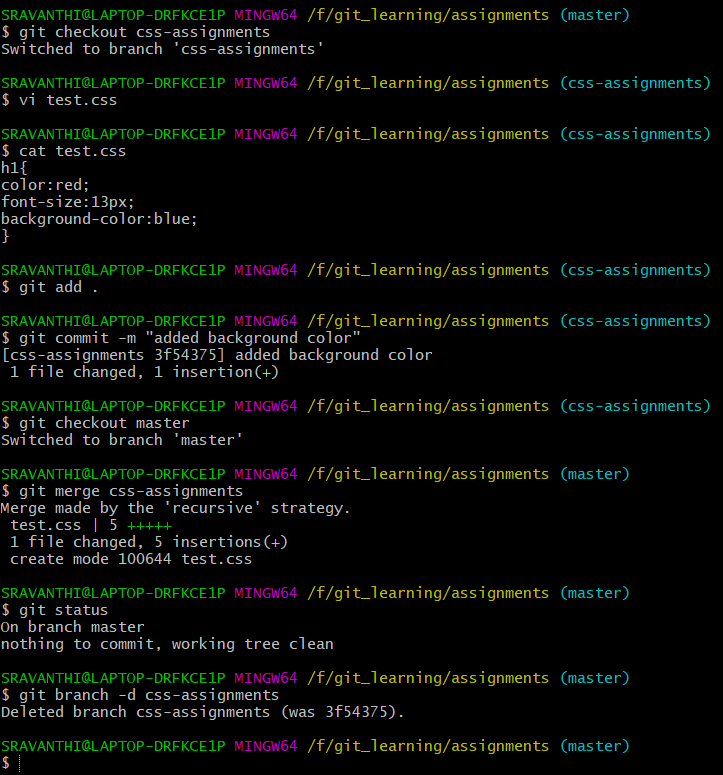 SRAVANTHI@LAPTOP-DRFKCE1P MINGW64 /f/git_learning/assignments (master)
$ git checkout css-assignments
Switched to branch 'css-assignments'
SRAVANTHI@LAPTOP-DRFKCE1P MINGW64 /f/git_learning/assignments (css-assignments)
$ vi test.css
SRAVANTHI@LAPTOP-DRFKCE1P MINGW64 /f/git_learning/assignments (css-assignments)
$ cat test.css
h1{
color:red;
font-size:13px;
background-color:blue;
}
SRAVANTHI@LAPTOP-DRFKCE1P MINGW64 /f/git_learning/assignments (css-assignments)
$ git add .
SRAVANTHI@LAPTOP-DRFKCE1P MINGW64 /f/git_learning/assignments (css-assignments)
$ git commit -m "added background color"
[css-assignments 3f54375] added background color
 1 file changed, 1 insertion(+)
SRAVANTHI@LAPTOP-DRFKCE1P MINGW64 /f/git_learning/assignments (css-assignments)
$ git checkout master
Switched to branch 'master'
SRAVANTHI@LAPTOP-DRFKCE1P MINGW64 /f/git_learning/assignments (master)
$ git merge css-assignments
Merge made by the 'recursive' strategy.
 test.css | 5 +++++
 1 file changed, 5 insertions(+)
 create mode 100644 test.css
SRAVANTHI@LAPTOP-DRFKCE1P MINGW64 /f/git_learning/assignments (master)
$ git status
On branch master
nothing to commit, working tree clean
SRAVANTHI@LAPTOP-DRFKCE1P MINGW64 /f/git_learning/assignments (master)
$ git branch -d css-assignments
Deleted branch css-assignments (was 3f54375).
SRAVANTHI@LAPTOP-DRFKCE1P MINGW64 /f/git_learning/assignments (master)
$